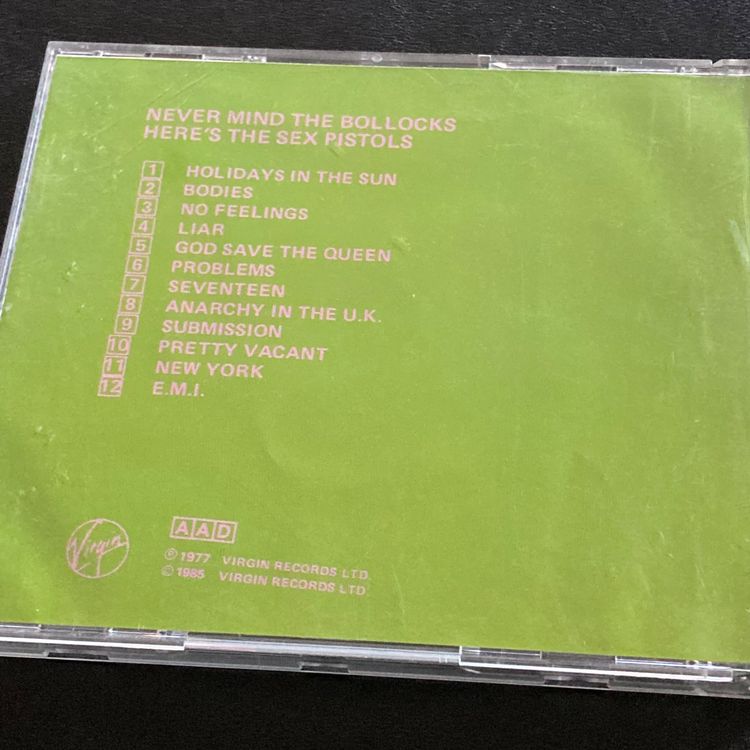 NEVER MIND THE BOLLOCKS
HERE'S THE SEX PISTOLS
1 HOLIDAYS IN THE SUN
2 BODIES
3 NO FEELINGS
4 LIAR
5 GOD SAVE THE QUEEN
6 PROBLEMS
7 SEVENTEEN
8 ANARCHY IN THE U.K.
9 SUBMISSION
10 PRETTY VACANT
11 NEW YORK
12 E.M.I.
AAD
Virgin
℗ 1977 VIRGIN RECORDS LTD
© 1985 VIRGIN RECORDS LTD